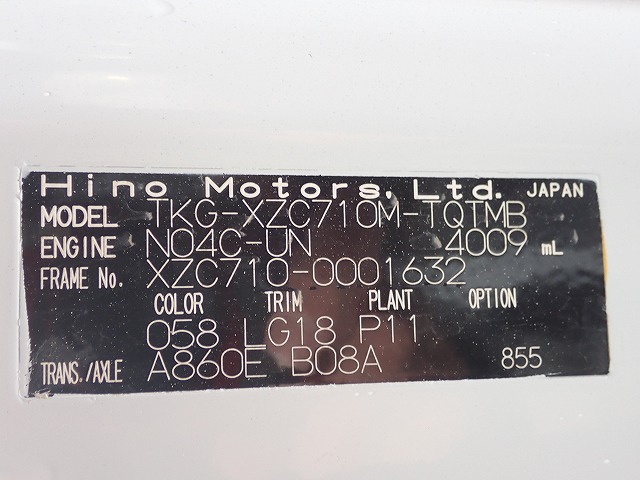 Hino Motors, Ltd. JAPAN
MODEL TKG-XZC710M-TQTMB
ENGINE N04C-UN 4009 mL
FRAME No. XZC710-0001632
COLOR TRIM PLANT OPTION
058 LG18 P11
TRANS./AXLE A860E B08A 855